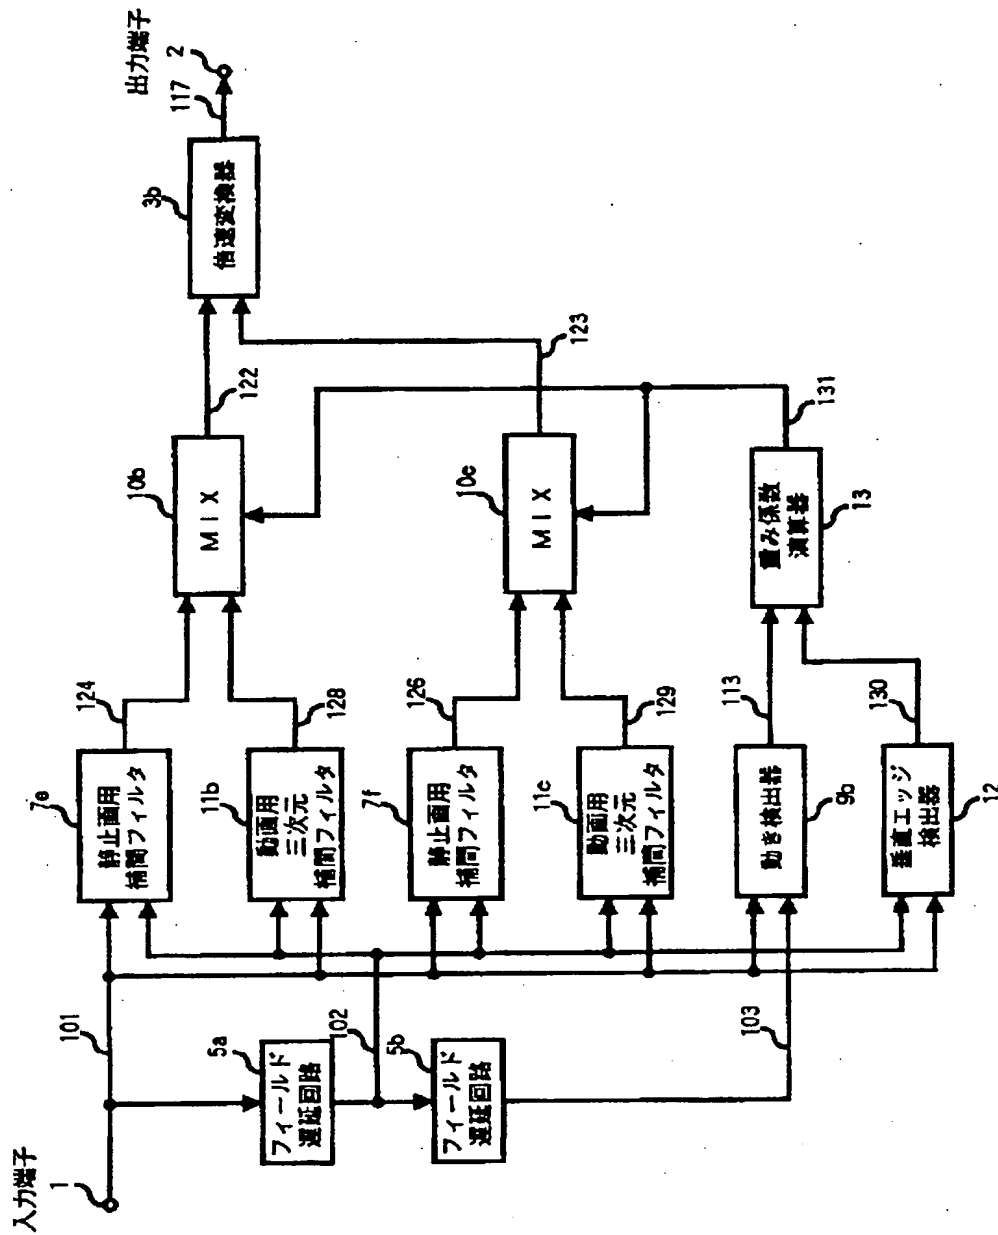 入力端子
1
101
5a
フィールド
遅延回路
102
5b
フィールド
遅延回路
103
7e
静止画用
補間フィルタ
124
11b
動画用
三次元
補間フィルタ
128
7f
静止画用
補間フィルタ
126
11c
動画用
三次元
補間フィルタ
129
動き検出器
9b
113
垂直エッジ
検出器
12
130
10b
MIX
122
10c
MIX
123
重み係数
演算器
13
131
3b
倍速変換器
117
出力端子
2